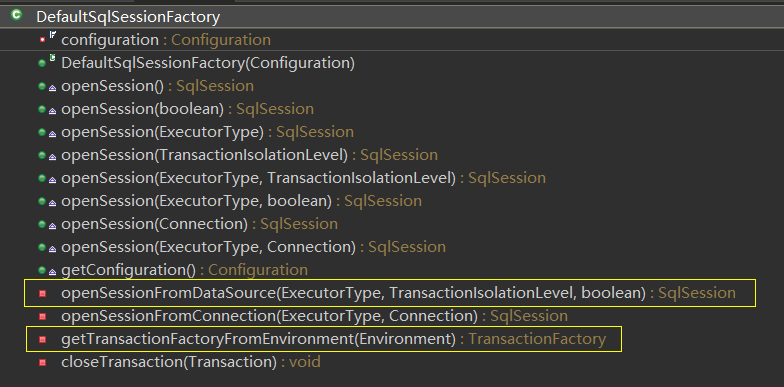 DefaultSqlSessionFactory
configuration : Configuration
DefaultSqlSessionFactory(Configuration)
openSession() : SqlSession
openSession(boolean) : SqlSession
openSession(ExecutorType) : SqlSession
openSession(TransactionIsolationLevel) : SqlSession
openSession(ExecutorType, TransactionIsolationLevel) : SqlSession
openSession(ExecutorType, boolean) : SqlSession
openSession(Connection) : SqlSession
openSession(ExecutorType, Connection) : SqlSession
getConfiguration() : Configuration
openSessionFromDataSource(ExecutorType, TransactionIsolationLevel, boolean) : SqlSession
openSessionFromConnection(ExecutorType, Connection) : SqlSession
getTransactionFactoryFromEnvironment(Environment) : TransactionFactory
closeTransaction(Transaction) : void